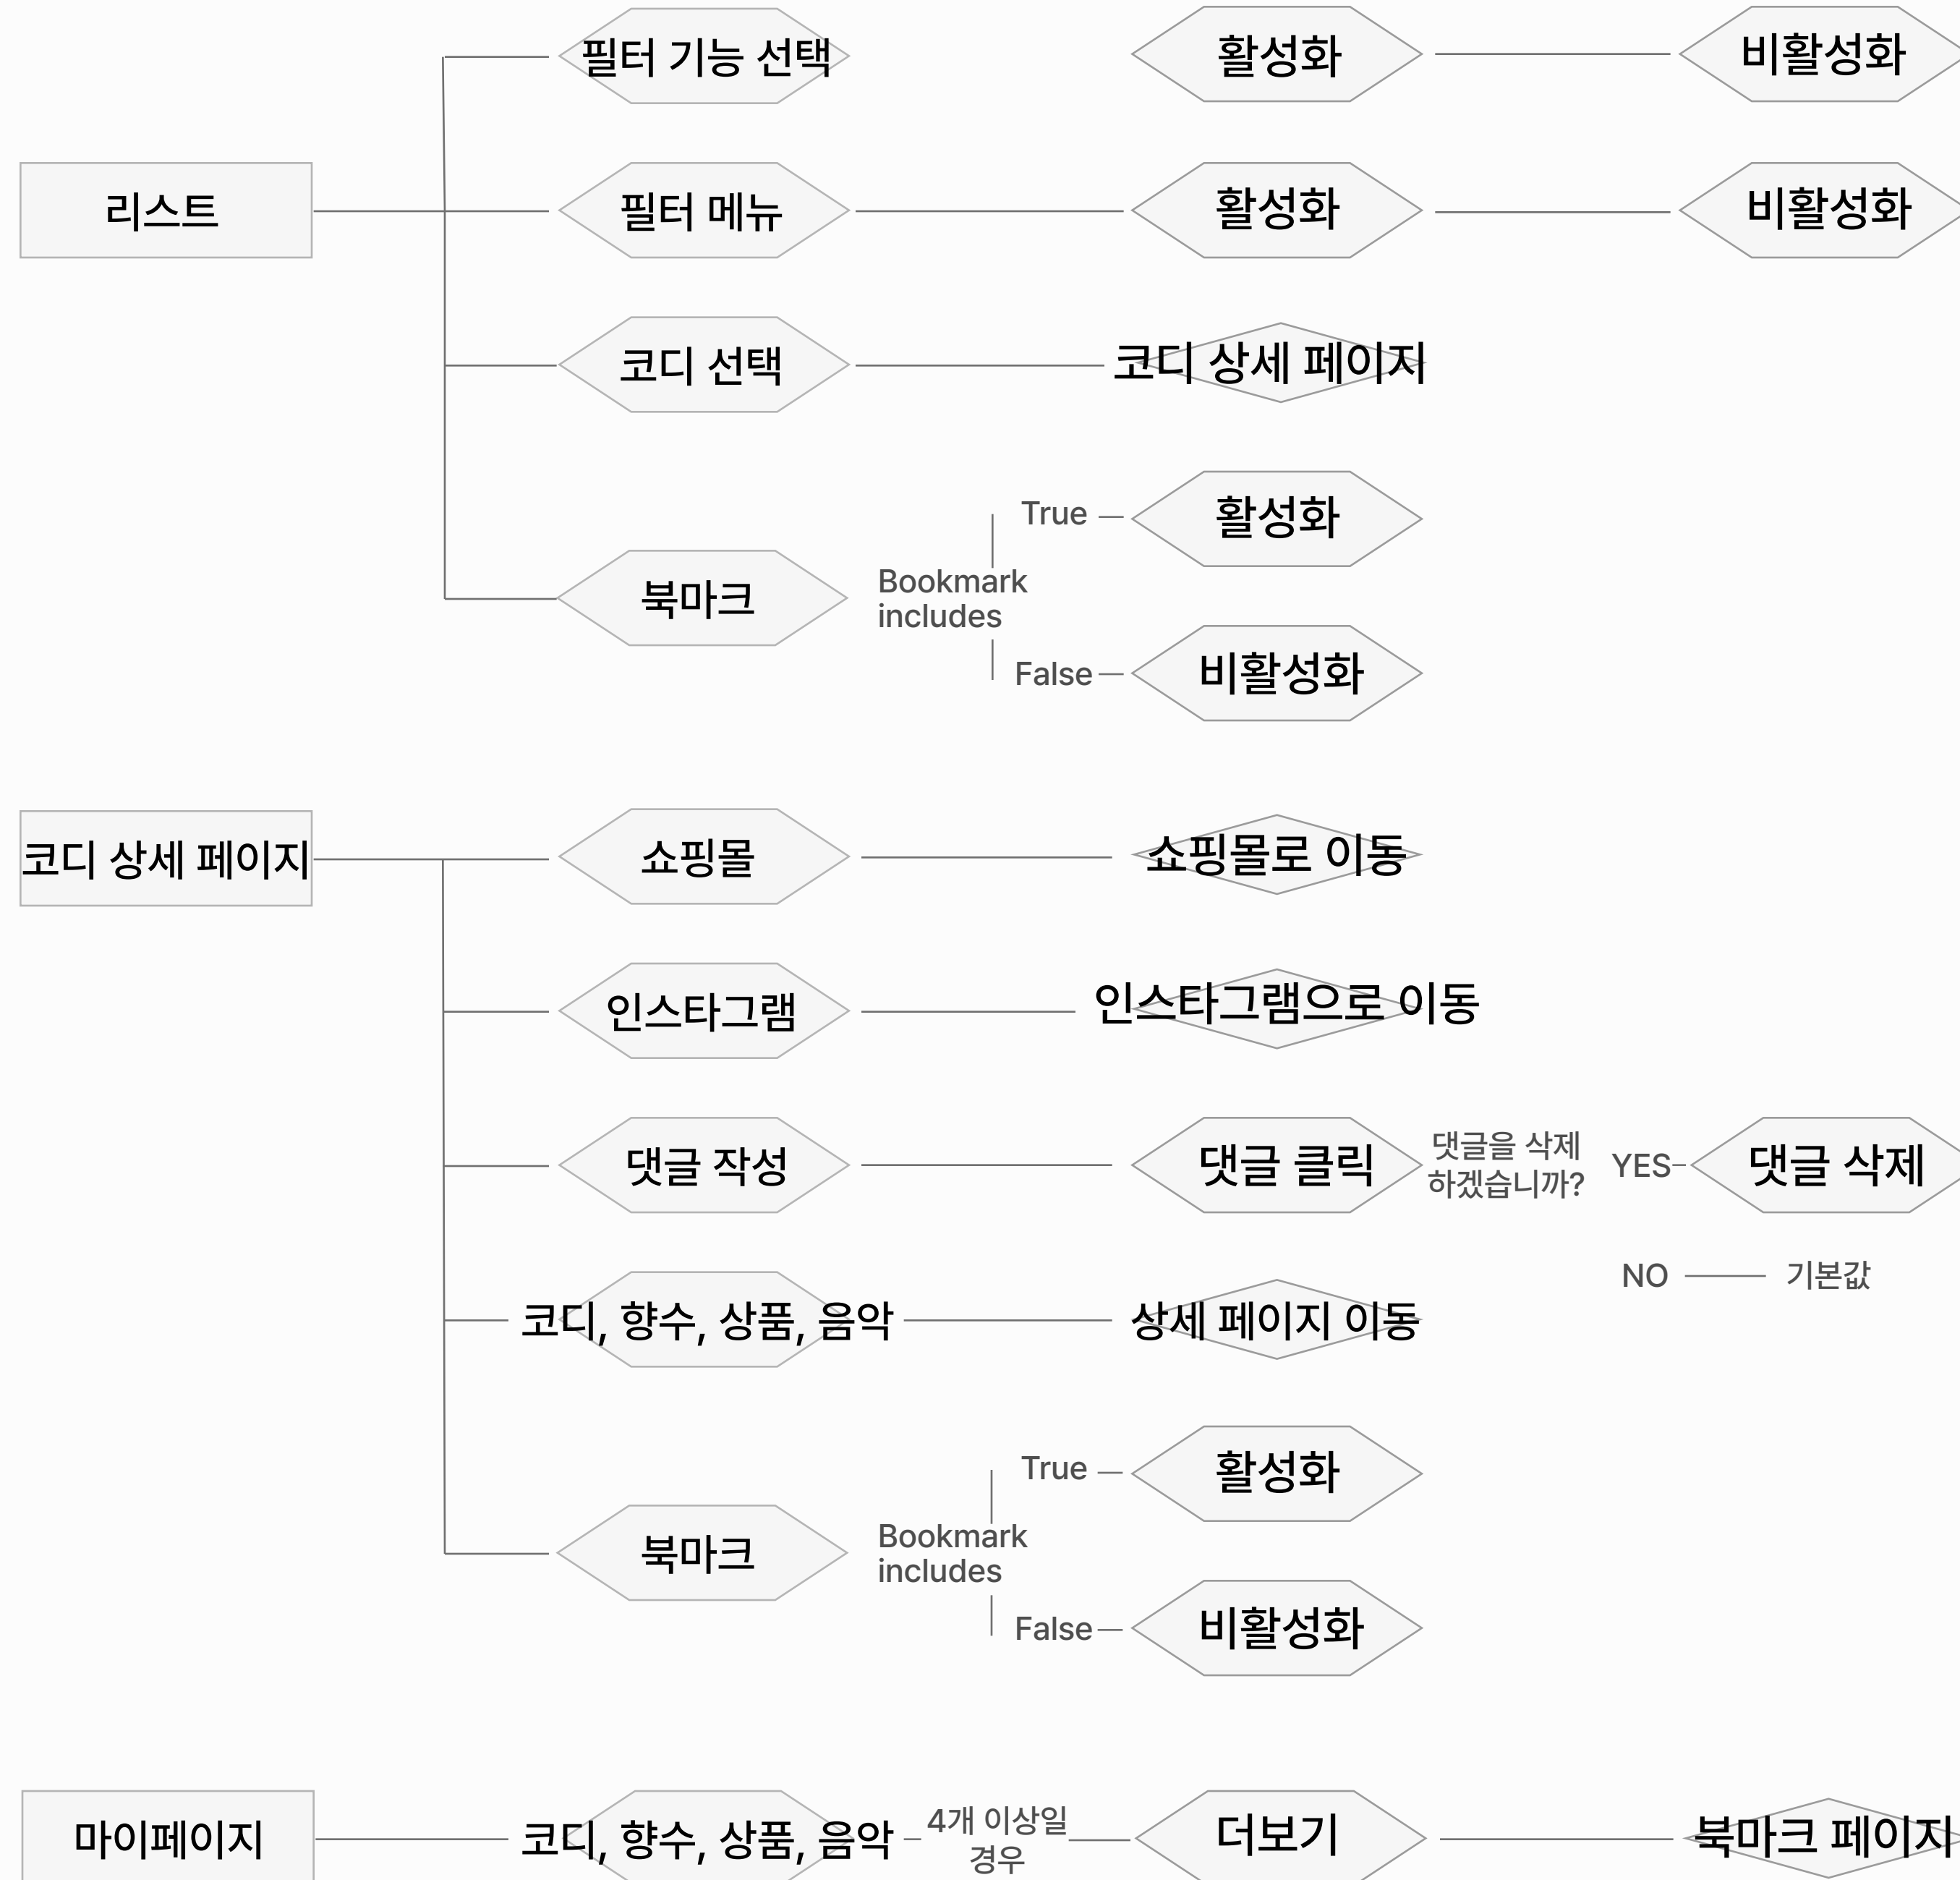 필터 기능 선택
활성화
비활성화
리스트
필터 메뉴
활성화
비활성화
코디 선택
코디 상세 페이지
True
활성화
북마크
Bookmark
includes
False
비활성화
코디 상세 페이지
쇼핑몰
쇼핑몰로 이동
인스타그램
인스타그램으로 이동
댓글 작성
댓글 클릭
댓글을 삭제
하겠습니까?
YES
댓글 삭제
NO
기본값
코디, 향수, 상품, 음악
상세 페이지 이동
True
활성화
북마크
Bookmark
includes
False
비활성화
마이페이지
코디, 향수, 상품, 음악
4개 이상일
경우
더보기
북마크 페이지